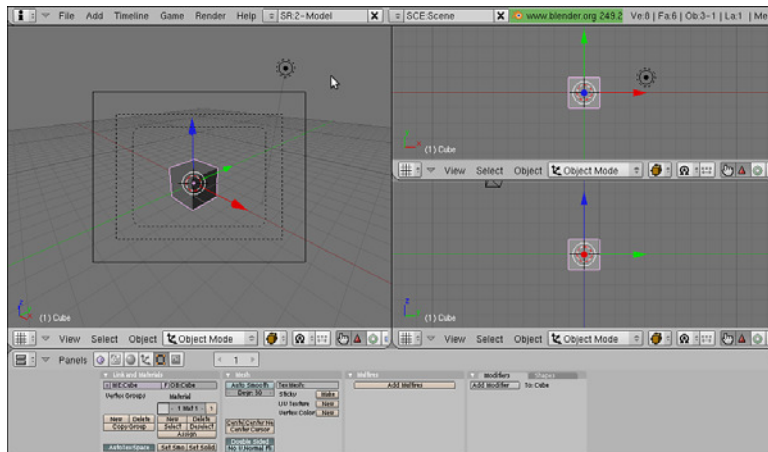 File Add Timeline Game Render Help SR:2-Model SCE:Scene www.blender.org 249.2 Ve:8 | Fa:6 | Ob:3-1 | La:1 | Me
(1) Cube
View Select Object Object Mode
(1) Cube
(1) Cube
View Select Object Object Mode
View Select Object Object Mode
Panels 1
Link and Materials
ME:Cube F OB:Cube
Vertex Groups Material
1 Mat 1 1
New Delete New Delete
Copy Group Select Deselect
Assign
AutoTexSpace Set Smo Set Solid
Mesh
Auto Smooth TexMesh:
Degr: 30 Sticky Make
UV Texture New
Vertex Color New
Center Center Ne
Center Cursor
Double Sided
No V.Normal Fl
Multires
Add Multires
Modifiers Shapes
Add Modifier To: Cube